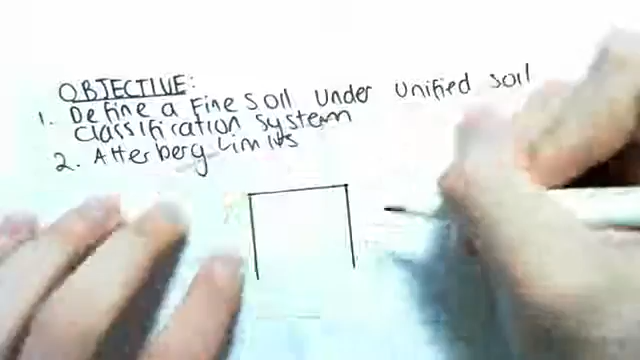 OBJECTIVE:
1. Define a Fine soil under unified soil
classification system
2. Atterberg Limits